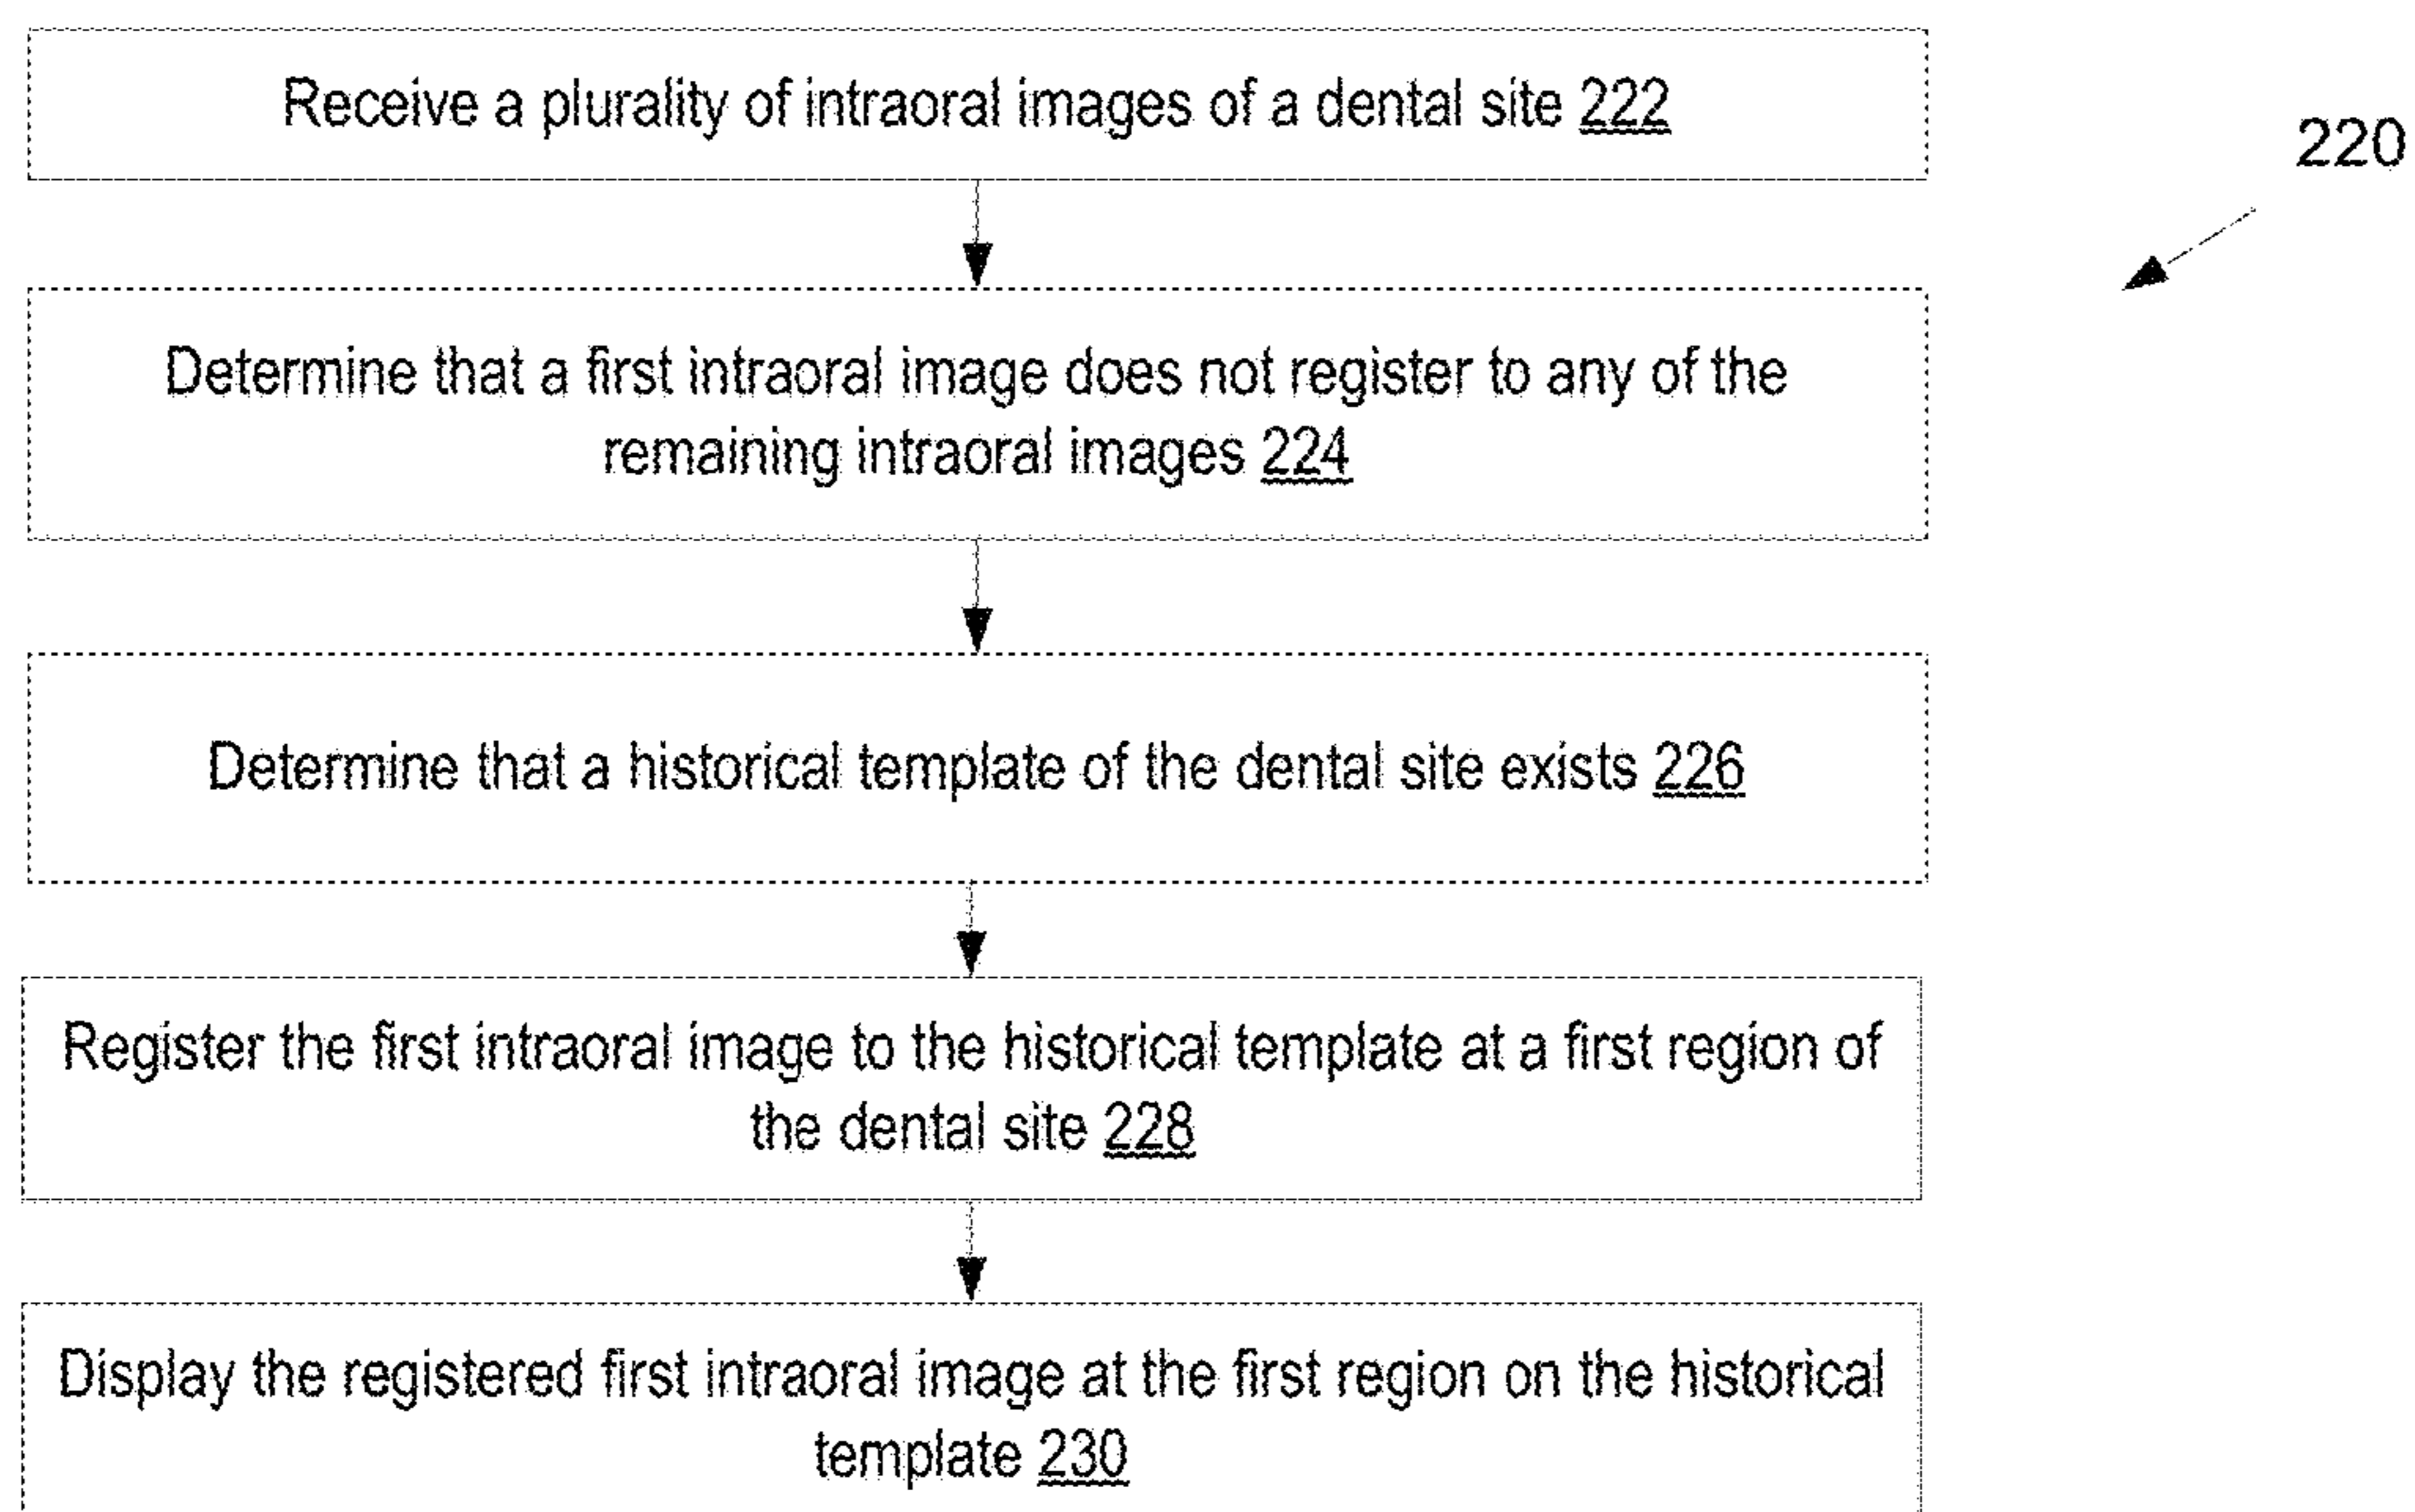 Receive a plurality of intraoral images of a dental site 222
220
Determine that a first intraoral image does not register to any of the
remaining intraoral images 224
Determine that a historical template of the dental site exists 226
Register the first intraoral image to the historical template at a first region of
the dental site 228
Display the registered first intraoral image at the first region on the historical
template 230